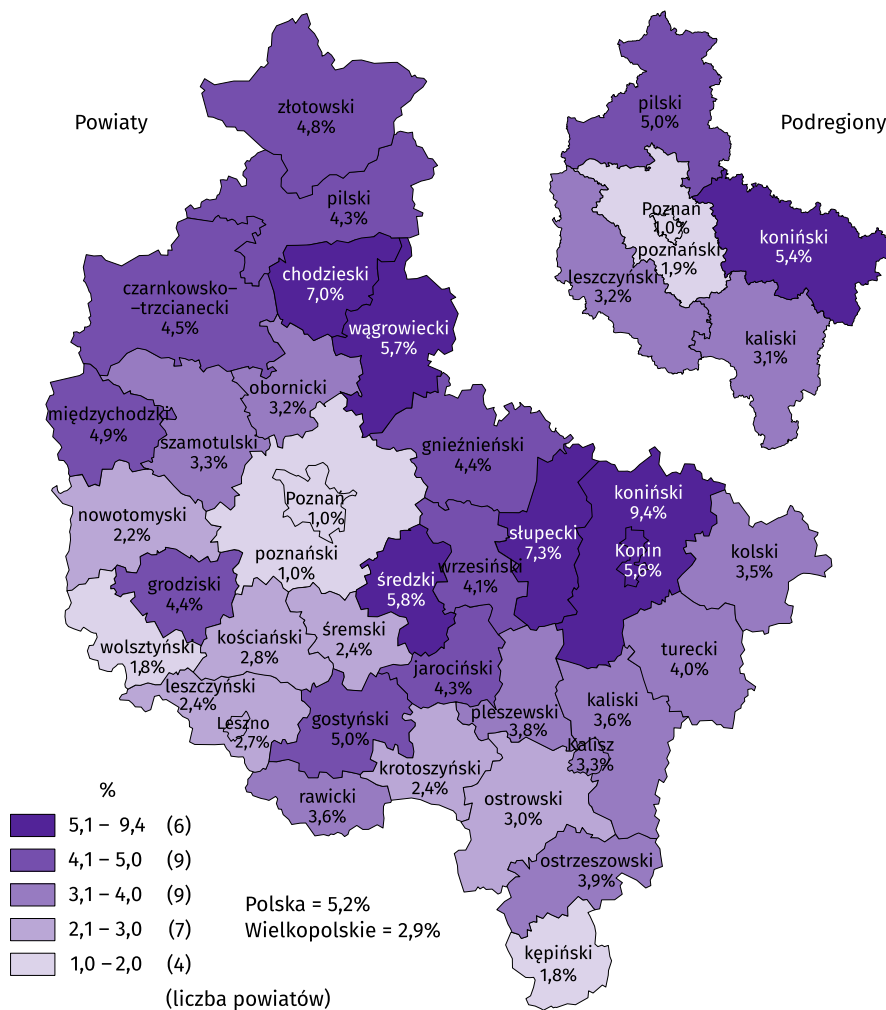 Powiaty
Podregiony
złotowski
4,8%
pilski
4,3%
chodzieski
7,0%
czarnkowsko–
–trzcianecki
4,5%
wągrowiecki
5,7%
obornicki
3,2%
międzychodzki
4,9%
szamotulski
3,3%
gnieźnieński
4,4%
Poznań
1,0%
poznański
1,0%
nowotomyski
2,2%
grodziski
4,4%
średzki
5,8%
wrzesiński
4,1%
słupecki
7,3%
koniński
9,4%
Konin
5,6%
kolski
3,5%
wolsztyński
1,8%
kościański
2,8%
śremski
2,4%
jarociński
4,3%
turecki
4,0%
leszczyński
2,4%
Leszno
2,7%
gostyński
5,0%
pleszewski
3,8%
kaliski
3,6%
Kalisz
3,3%
krotoszyński
2,4%
rawicki
3,6%
ostrowski
3,0%
ostrzeszowski
3,9%
kępiński
1,8%
pilski
5,0%
Poznań
1,0%
poznański
1,9%
koniński
5,4%
leszczyński
3,2%
kaliski
3,1%
%
5,1 – 9,4 (6)
4,1 – 5,0 (9)
3,1 – 4,0 (9)
2,1 – 3,0 (7)
1,0 – 2,0 (4)
(liczba powiatów)
Polska = 5,2%
Wielkopolskie = 2,9%